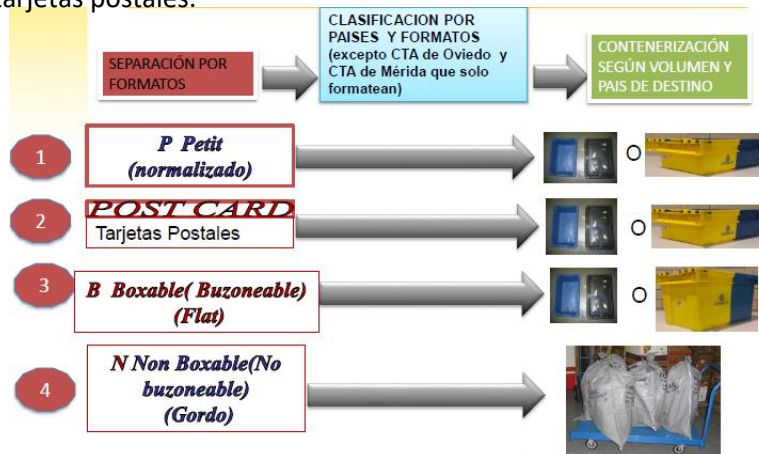 tarjetas postales.
SEPARACIÓN POR
FORMATOS
CLASIFICACION POR
PAISES Y FORMATOS
(excepto CTA de Oviedo y
CTA de Mérida que solo
formatean)
CONTENERIZACIÓN
SEGÚN VOLUMEN Y
PAIS DE DESTINO
1
P Petit
(normalizado)
O
2
POST CARD
Tarjetas Postales
O
3
B Boxable( Buzoneable)
(Flat)
O
4
N Non Boxable(No
buzoneable)
(Gordo)